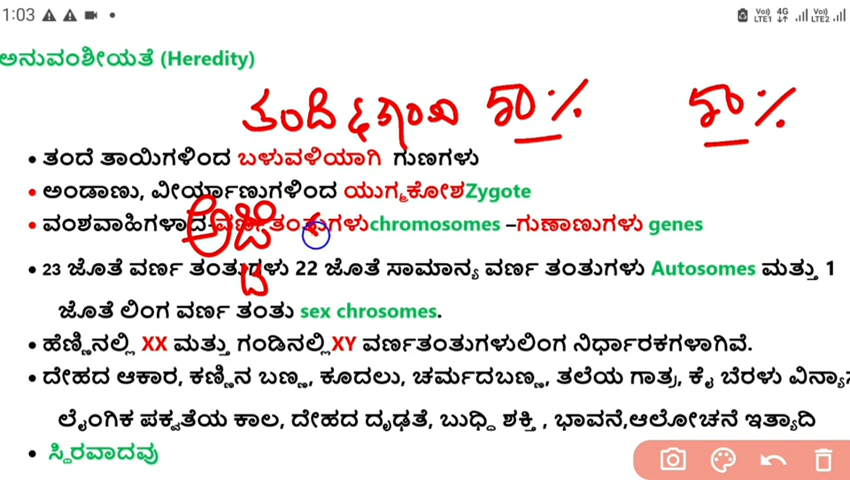 1:03
Vo)) LTE1 4G Vo)) LTE2
ಅನುವಂಶೀಯತೆ (Heredity)
50% 50%
• ತಂದೆ ತಾಯಿಗಳಿಂದ ಬಳುವಳಿಯಾಗಿ ಗುಣಗಳು
• ಅಂಡಾಣು, ವೀರ್ಯಾಣುಗಳಿಂದ ಯುಗ್ಮಕೋಶZygote
• ವಂಶವಾಹಿಗಳಾದ-ವರ್ಣ ತಂತುಗಳುchromosomes –ಗುಣಾಣುಗಳು genes
• 23 ಜೊತೆ ವರ್ಣ ತಂತುಗಳು 22 ಜೊತೆ ಸಾಮಾನ್ಯ ವರ್ಣ ತಂತುಗಳು Autosomes ಮತ್ತು 1
ಜೊತೆ ಲಿಂಗ ವರ್ಣ ತಂತು sex chrosomes.
• ಹೆಣ್ಣಿನಲ್ಲಿ XX ಮತ್ತು ಗಂಡಿನಲ್ಲಿXY ವರ್ಣತಂತುಗಳುಲಿಂಗ ನಿರ್ಧಾರಕಗಳಾಗಿವೆ.
• ದೇಹದ ಆಕಾರ, ಕಣ್ಣಿನ ಬಣ್ಣ, ಕೂದಲು, ಚರ್ಮದಬಣ್ಣ, ತಲೆಯ ಗಾತ್ರ, ಕೈ ಬೆರಳು ವಿನ್ಯಾಸ
ಲೈಂಗಿಕ ಪಕ್ವತೆಯ ಕಾಲ, ದೇಹದ ದೃಢತೆ, ಬುಧ್ಧಿ ಶಕ್ತಿ , ಭಾವನೆ,ಆಲೋಚನೆ ಇತ್ಯಾದಿ
• ಸ್ಥಿರವಾದವು